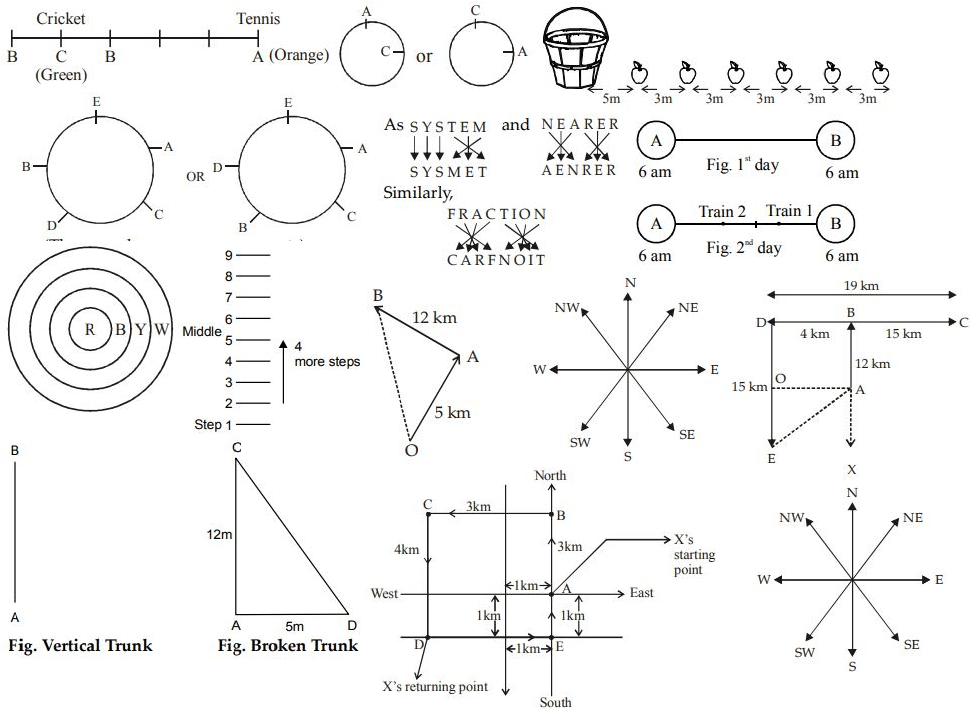 Cricket Tennis
B C B A (Orange)
(Green)
A
C
or
C
A
5m 3m 3m 3m 3m 3m
E
A
B
D
C
OR
E
A
D
B
C
As SYSTEM and NEARER
SYSMET AENRER
Similarly,
FRACTION
CARFNOIT
A B
6 am Fig. 1st day 6 am
A Train 2 Train 1 B
6 am Fig. 2nd day 6 am
R B Y W
9
8
7
6
Middle
5
4
3
2
Step 1
4
more steps
B
12 km
A
5 km
O
N
NW NE
W E
SW SE
S
19 km
D B C
4 km 15 km
12 km
15 km O A
E
X
B
A
Fig. Vertical Trunk
C
12m
A 5m D
Fig. Broken Trunk
North
C 3km B
4km 3km
X's
starting
point
1km A
West East
1km 1km
D 1km E
X's returning point
South
N
NW NE
W E
SW SE
S